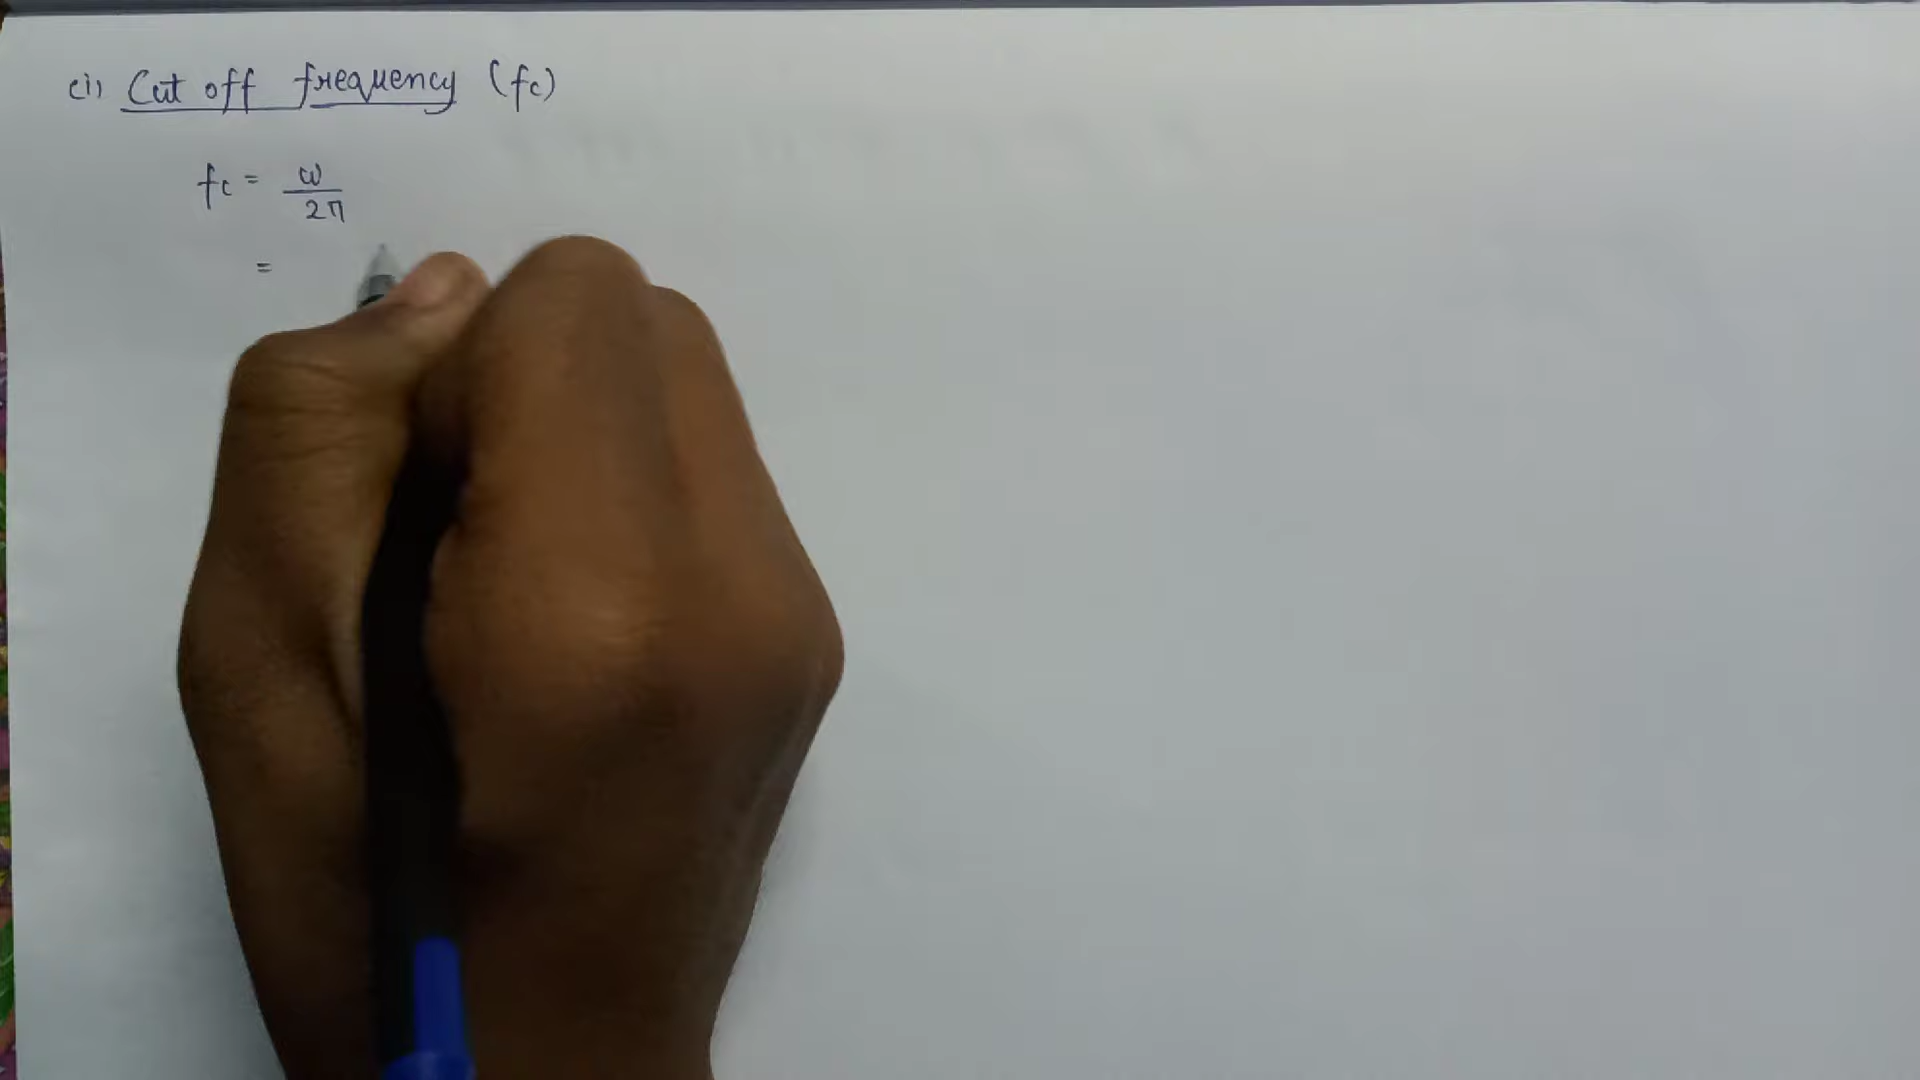 (i) Cut off frequency (fc)
fc = ω/2π
=